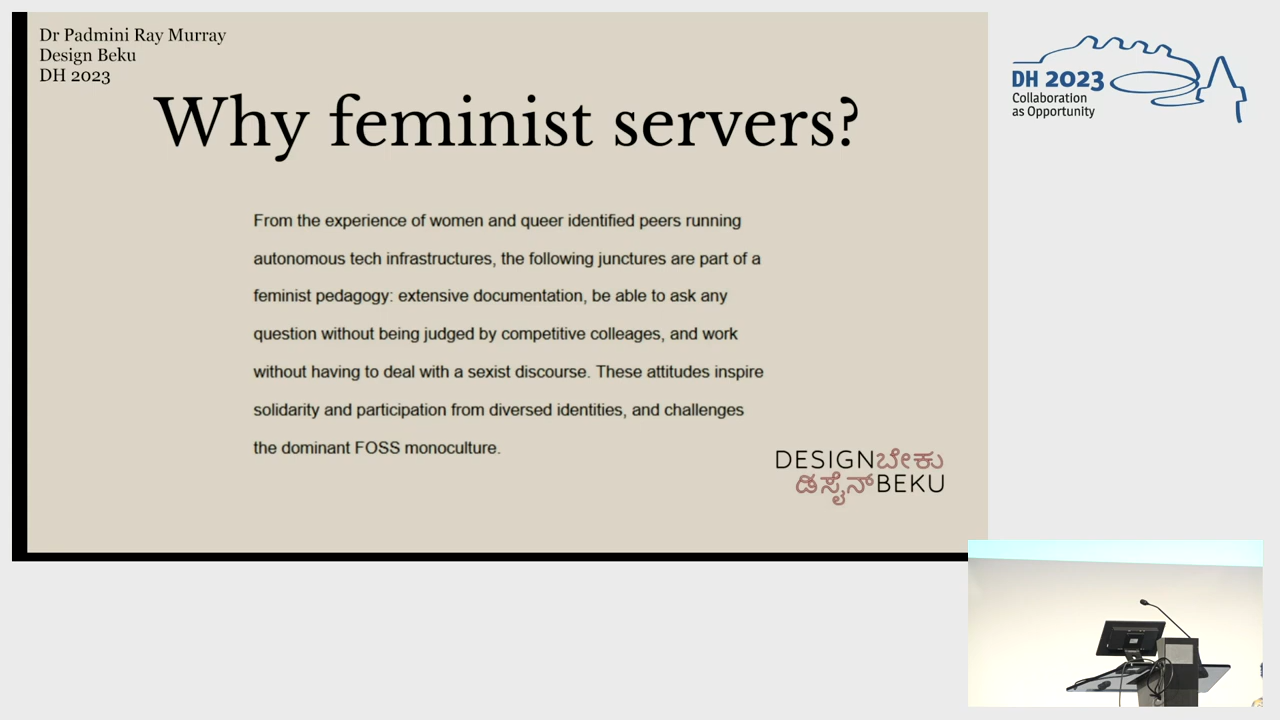 Dr Padmini Ray Murray
Design Beku
DH 2023
Why feminist servers?
From the experience of women and queer identified peers running
autonomous tech infrastructures, the following junctures are part of a
feminist pedagogy: extensive documentation, be able to ask any
question without being judged by competitive colleages, and work
without having to deal with a sexist discourse. These attitudes inspire
solidarity and participation from diversed identities, and challenges
the dominant FOSS monoculture.
DESIGNಬೇಕು
ಡಿಸೈನ್BEKU
DH 2023
Collaboration
as Opportunity